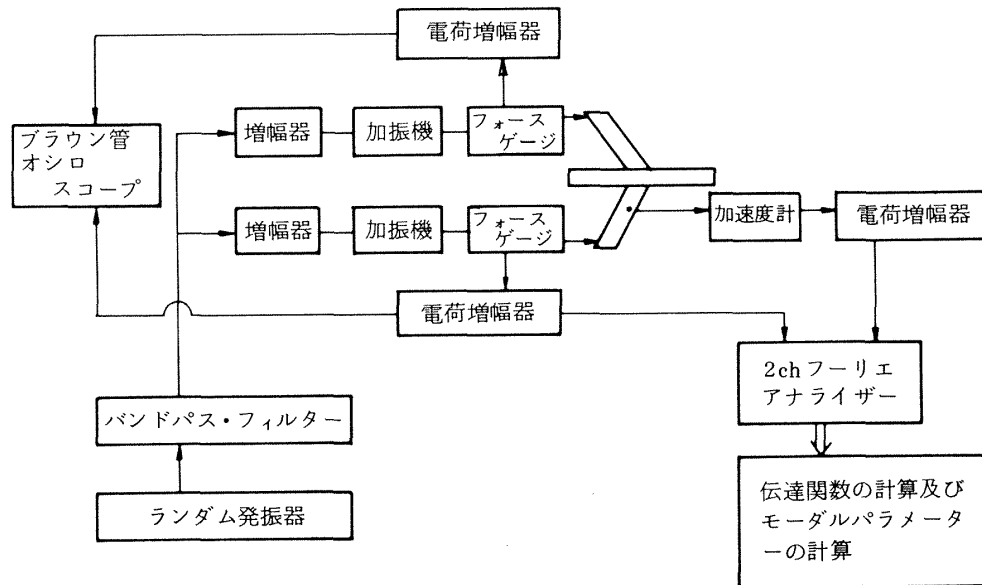 電荷増幅器
ブラウン管
オシロ
スコープ
増幅器
加振機
フォース
ゲージ
増幅器
加振機
フォース
ゲージ
加速度計
電荷増幅器
電荷増幅器
2chフーリエ
アナライザー
バンドパス・フィルター
ランダム発振器
伝達関数の計算及び
モーダルパラメータ
ーの計算